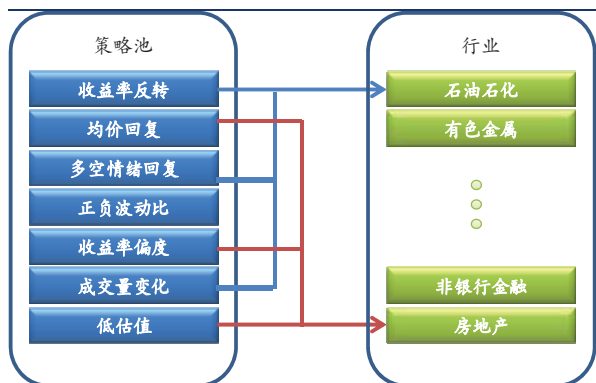 策略池
收益率反转
均价回复
多空情绪回复
正负波动比
收益率偏度
成交量变化
低估值
行业
石油石化
有色金属
非银行金融
房地产